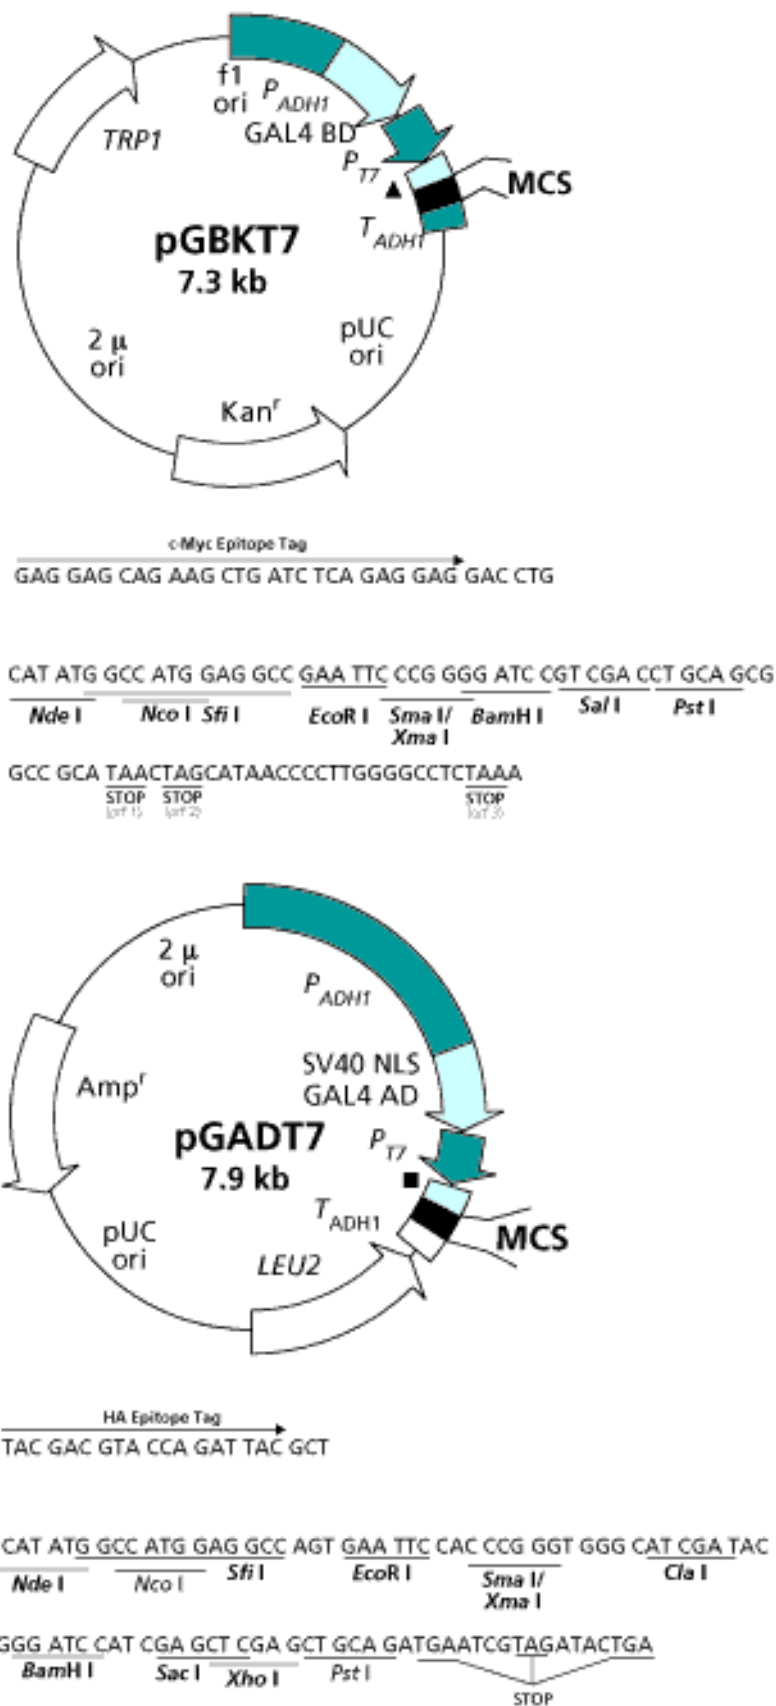 f1
ori
P ADH1
GAL4 BD
TRP1
P T7
▲
MCS
T ADH1
pGBKT7
7.3 kb
2 μ
ori
pUC
ori
Kanr
c-Myc Epitope Tag
GAG GAG CAG AAG CTG ATC TCA GAG GAG GAC CTG
CAT ATG GCC ATG GAG GCC GAA TTC CCG GGG ATC CGT CGA CCT GCA GCG
Nde I Nco I Sfi I EcoR I Sma I/ BamH I Sal I Pst I
Xma I
GCC GCA TAACTAGCATAACCCCTTGGGGCCTCTAAA
STOP STOP STOP
(orf 1) (orf 2) (orf 3)
2 μ
ori
P ADH1
SV40 NLS
GAL4 AD
Ampr
pGADT7
7.9 kb
P T7
■
T ADH1
MCS
pUC
ori
LEU2
HA Epitope Tag
TAC GAC GTA CCA GAT TAC GCT
CAT ATG GCC ATG GAG GCC AGT GAA TTC CAC CCG GGT GGG CAT CGA TAC
Nde I Nco I Sfi I EcoR I Sma I/ Cla I
Xma I
GGG ATC CAT CGA GCT CGA GCT GCA GATGAATCGTAGATACTGA
BamH I Sac I Xho I Pst I
STOP